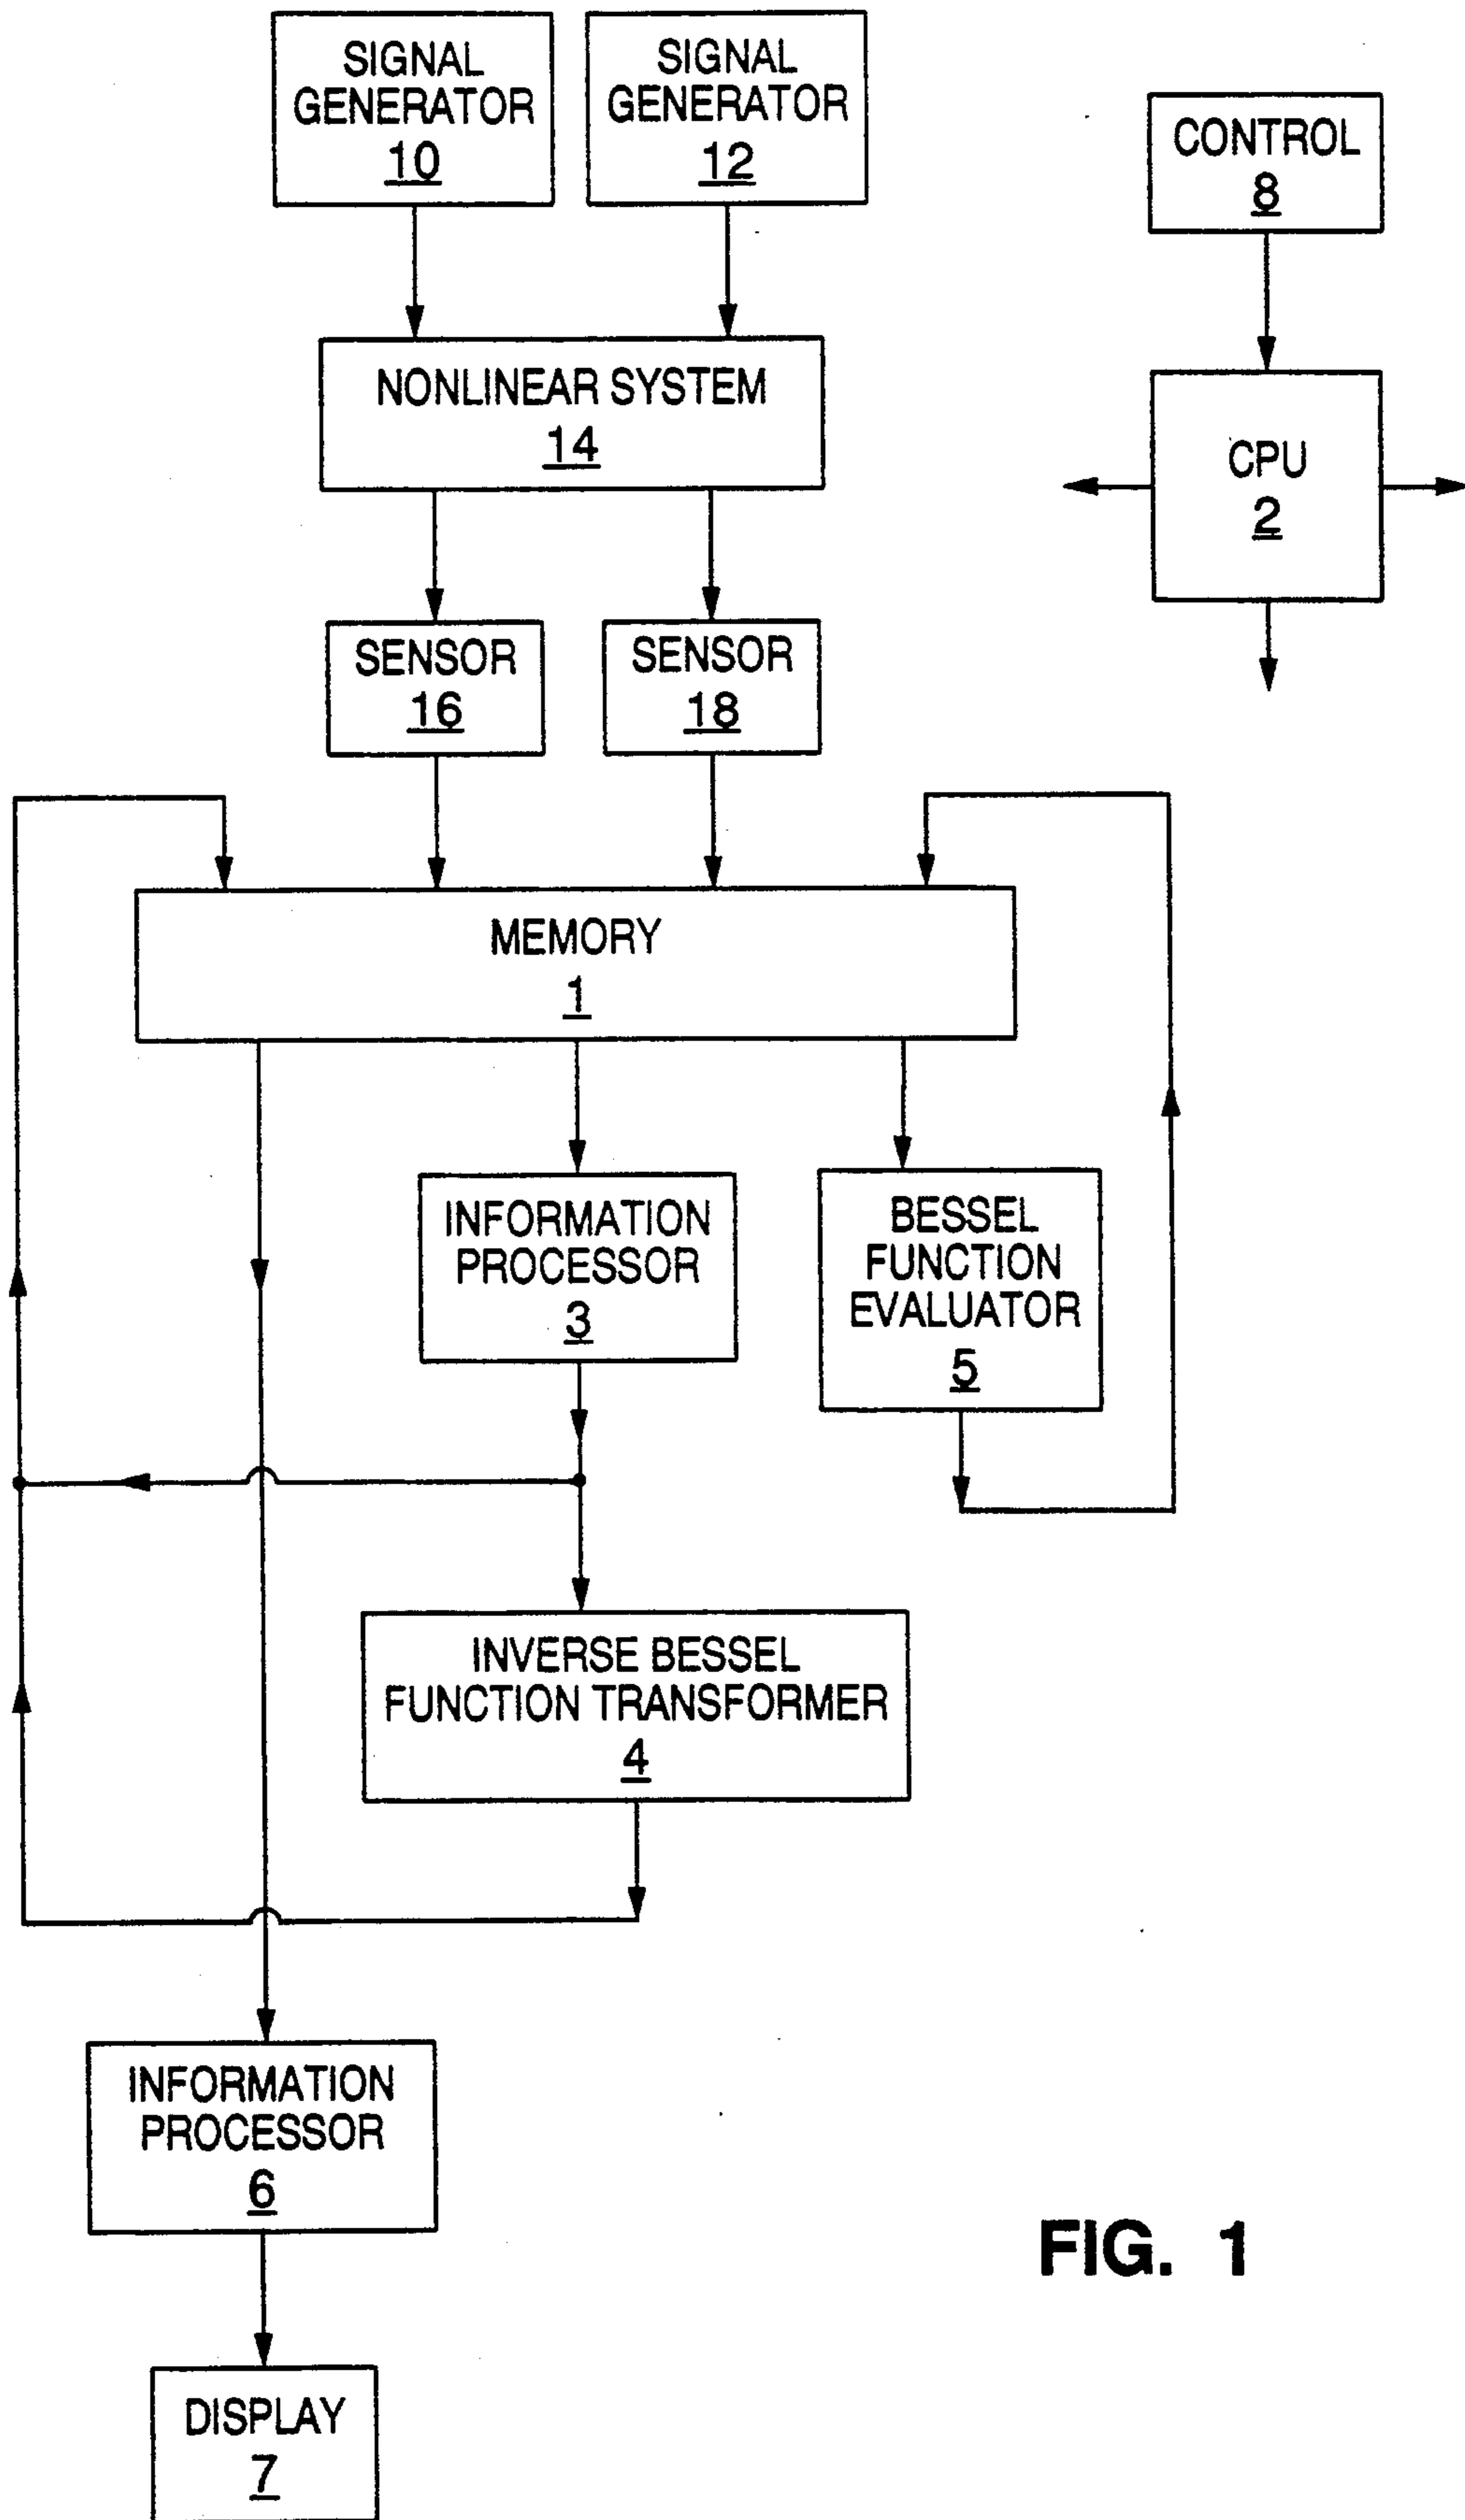 SIGNAL
GENERATOR
10
SIGNAL
GENERATOR
12
CONTROL
8
NONLINEAR SYSTEM
14
CPU
2
SENSOR
16
SENSOR
18
MEMORY
1
INFORMATION
PROCESSOR
3
BESSEL
FUNCTION
EVALUATOR
5
INVERSE BESSEL
FUNCTION TRANSFORMER
4
INFORMATION
PROCESSOR
6
FIG. 1
DISPLAY
7